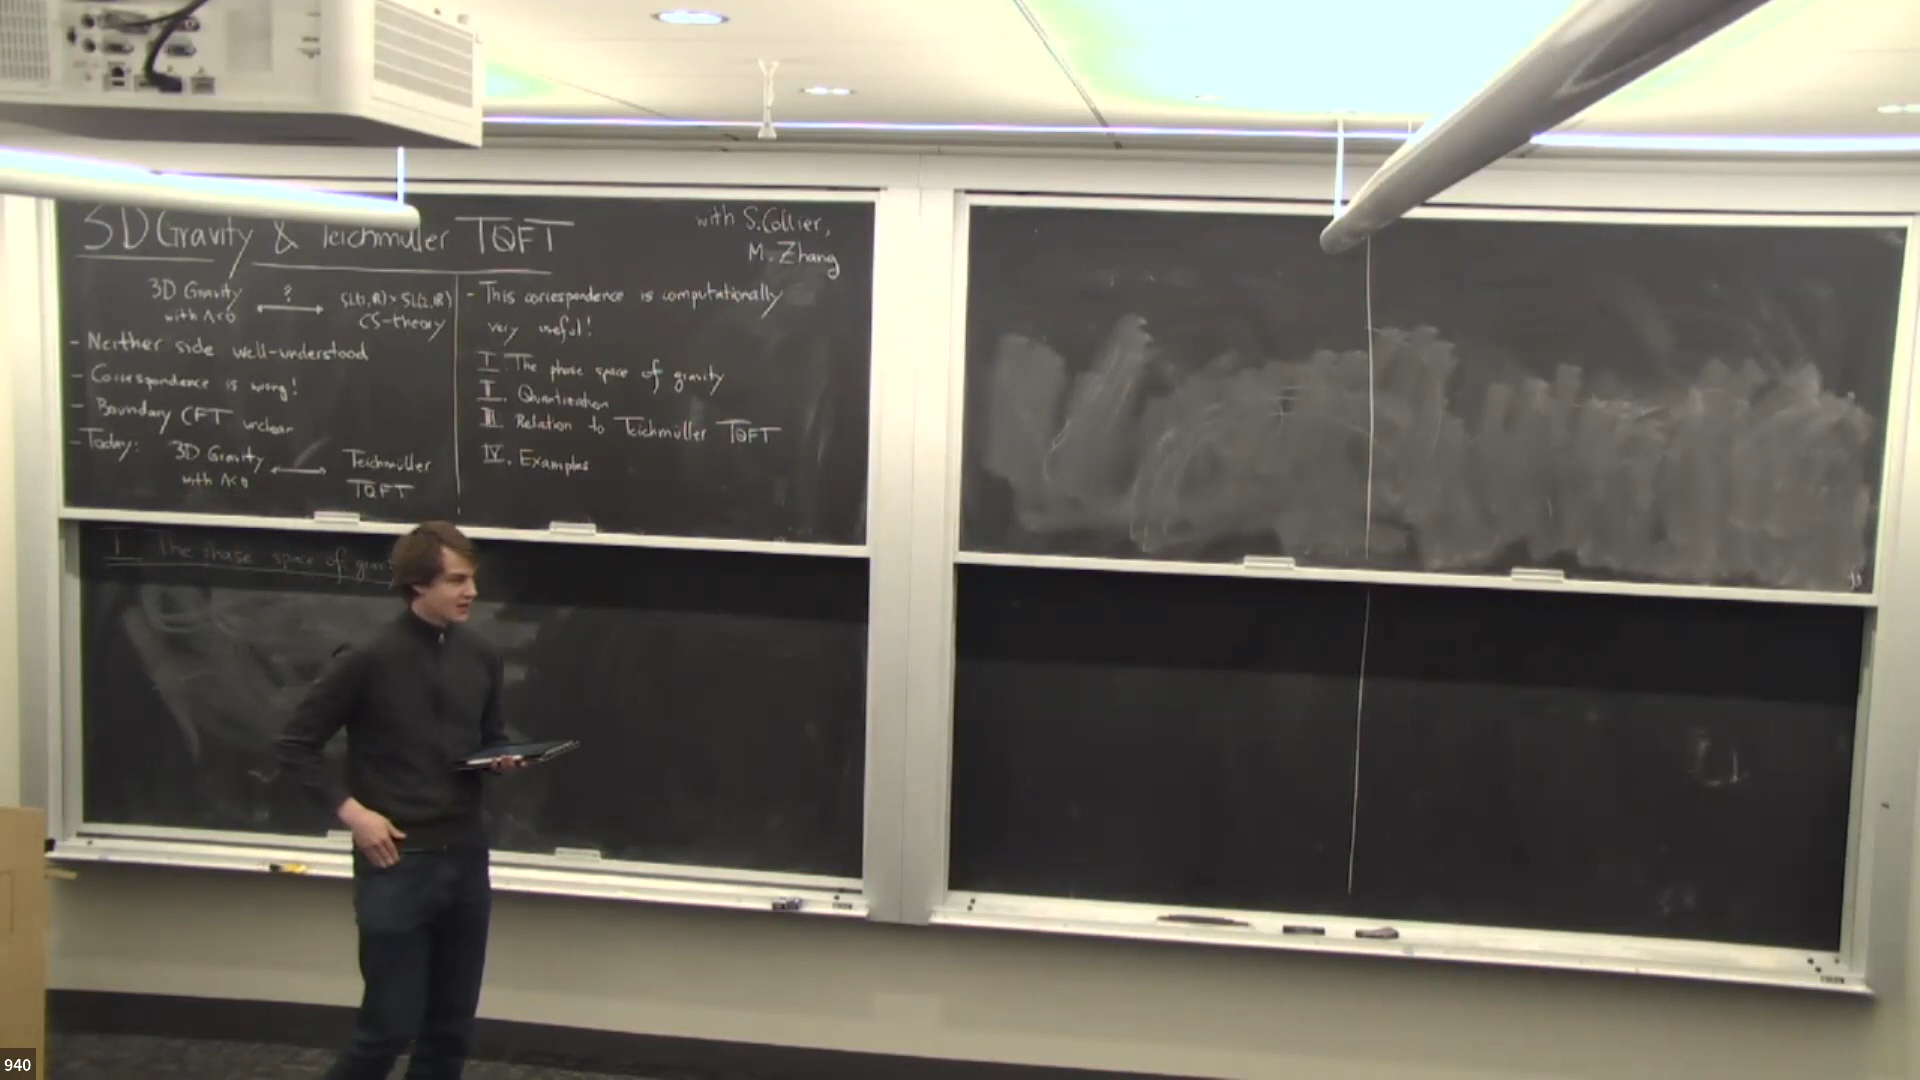 3D Gravity & Teichmüller TQFT
with S. Collier,
M. Zhang
3D Gravity
with Λ<0
?
SL(2,R) × SL(2,R)
CS-theory
- Neither side well-understood
- Correspondence is wrong!
- Boundary CFT unclear
- Today: 3D Gravity
with Λ<0
Teichmüller
TQFT
- This correspondence is computationally
very useful!
I. The phase space of gravity
II. Quantization
III. Relation to Teichmüller TQFT
IV. Examples
I. The phase space of
940